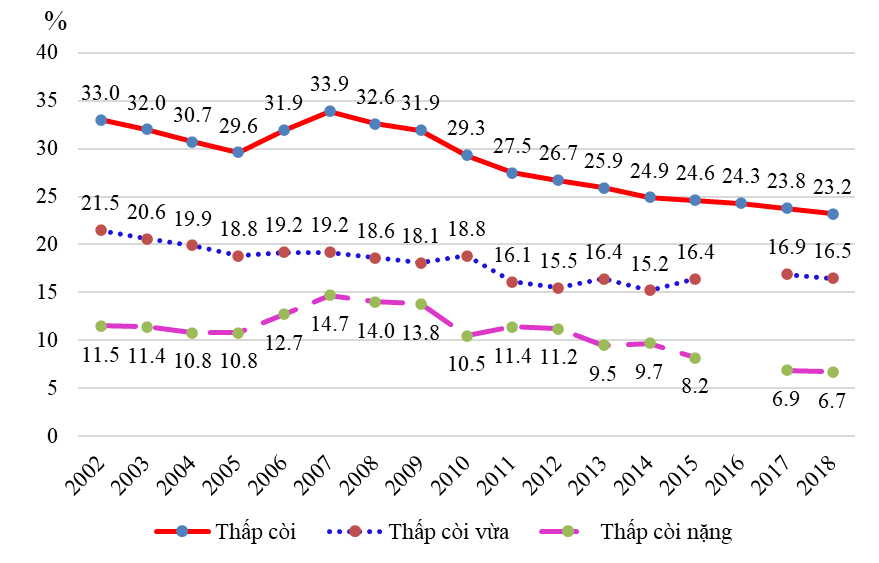 %
40
35
30
25
20
15
10
5
0
33.0 32.0 30.7 29.6 31.9 33.9 32.6 31.9 29.3 27.5 26.7 25.9 24.9 24.6 24.3 23.8 23.2
21.5 20.6 19.9 18.8 19.2 19.2 18.6 18.1 18.8 16.1 15.5 16.4 15.2 16.4 16.9 16.5
11.5 11.4 10.8 10.8 12.7 14.7 14.0 13.8 10.5 11.4 11.2 9.5 9.7 8.2 6.9 6.7
2002 2003 2004 2005 2006 2007 2008 2009 2010 2011 2012 2013 2014 2015 2016 2017 2018
Thấp còi Thấp còi vừa Thấp còi nặng